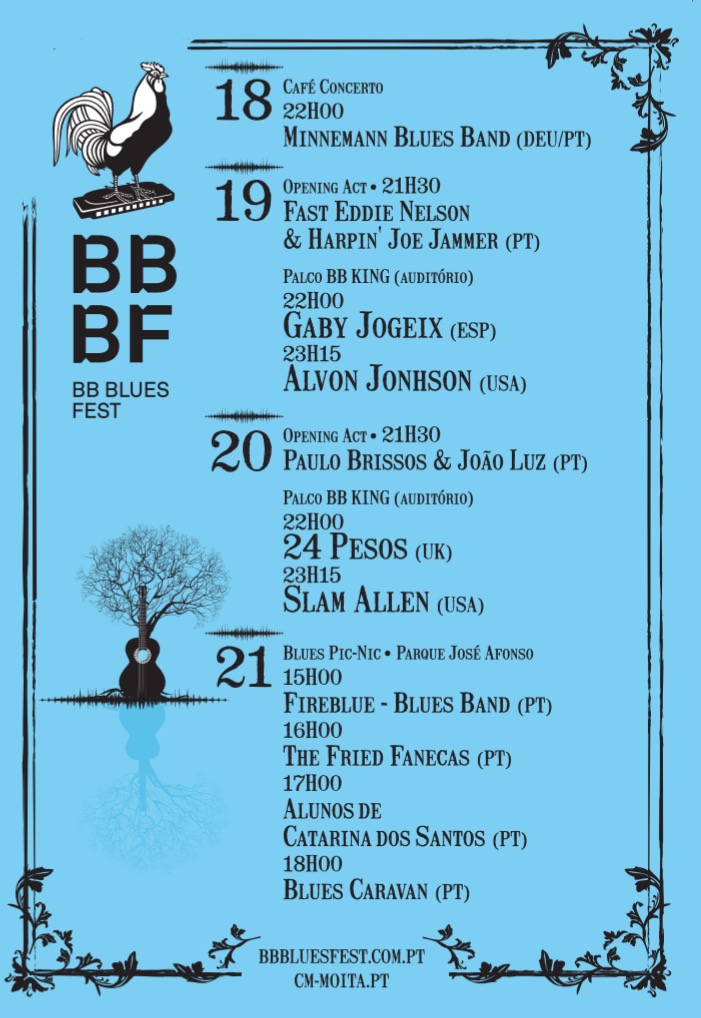 BB
BF
BB BLUES
FEST
18
Café Concerto
22H00
Minnemann Blues Band (DEU/PT)
19
Opening Act • 21H30
Fast Eddie Nelson
& Harpin' Joe Jammer (PT)
Palco BB KING (auditório)
22H00
Gaby Jogeix (ESP)
23H15
Alvon Jonhson (USA)
20
Opening Act • 21H30
Paulo Brissos & João Luz (PT)
Palco BB KING (auditório)
22H00
24 Pesos (UK)
23H15
Slam Allen (USA)
21
Blues Pic-Nic • Parque José Afonso
15H00
Fireblue - Blues Band (PT)
16H00
The Fried Fanecas (PT)
17H00
Alunos de
Catarina dos Santos (PT)
18H00
Blues Caravan (PT)
BBBLUESFEST.COM.PT
CM-MOITA.PT